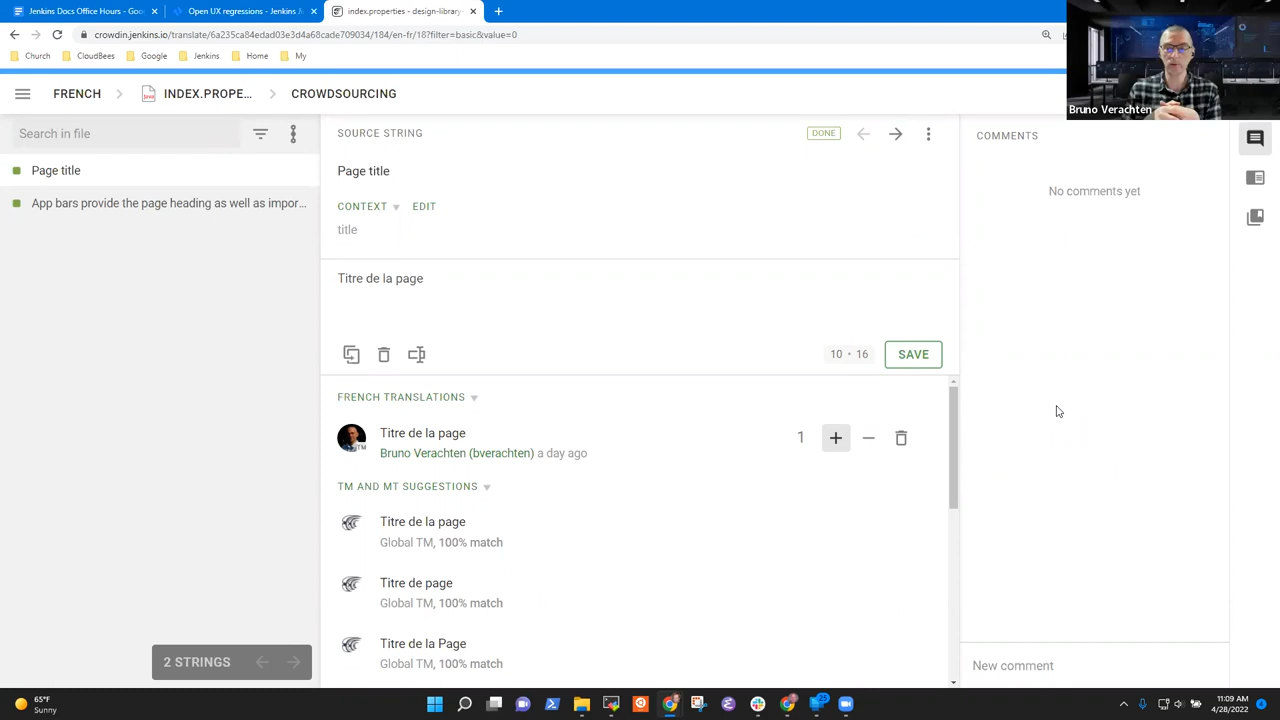 Jenkins Docs Office Hours - Goo
Open UX regressions - Jenkins Ji
index.properties - design-library-
crowdin.jenkins.io/translate/6a235ca84edad03e3d4a68cade709034/184/en-fr/18?filter=basic&value=0
Church
CloudBees
Google
Jenkins
Home
My
Bruno Verachten
FRENCH
INDEX.PROPE...
CROWDSOURCING
Search in file
SOURCE STRING
DONE
COMMENTS
Page title
Page title
No comments yet
App bars provide the page heading as well as impor...
CONTEXT
EDIT
title
Titre de la page
10 • 16
SAVE
FRENCH TRANSLATIONS
Titre de la page
1
Bruno Verachten (bverachten) a day ago
TM AND MT SUGGESTIONS
Titre de la page
Global TM, 100% match
Titre de page
Global TM, 100% match
Titre de la Page
Global TM, 100% match
2 STRINGS
New comment
65°F
Sunny
11:09 AM
4/28/2022